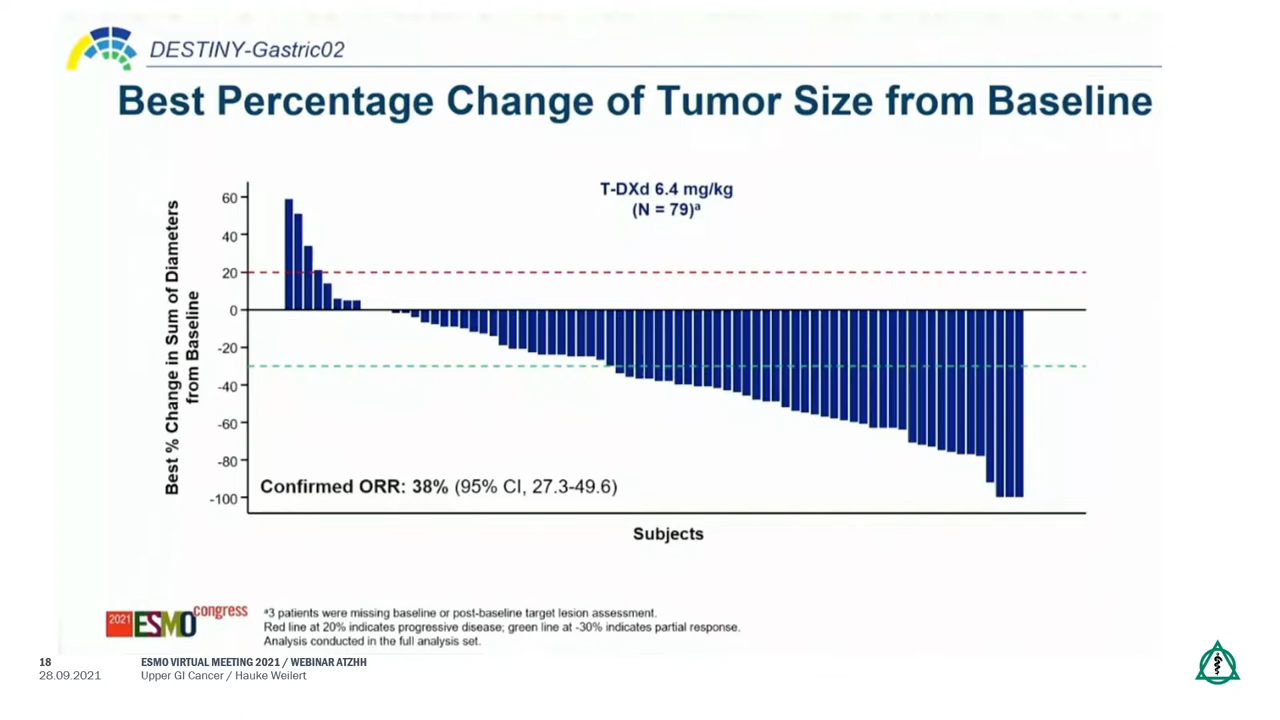 DESTINY-Gastric02
Best Percentage Change of Tumor Size from Baseline
T-DXd 6.4 mg/kg
(N = 79)ᵃ
Best % Change in Sum of Diameters
from Baseline
60
40
20
0
-20
-40
-60
-80
-100
Confirmed ORR: 38% (95% CI, 27.3-49.6)
Subjects
2021 ESMO congress
ᵃ3 patients were missing baseline or post-baseline target lesion assessment.
Red line at 20% indicates progressive disease; green line at -30% indicates partial response.
Analysis conducted in the full analysis set.
18
ESMO VIRTUAL MEETING 2021 / WEBINAR ATZHH
28.09.2021
Upper GI Cancer / Hauke Weilert